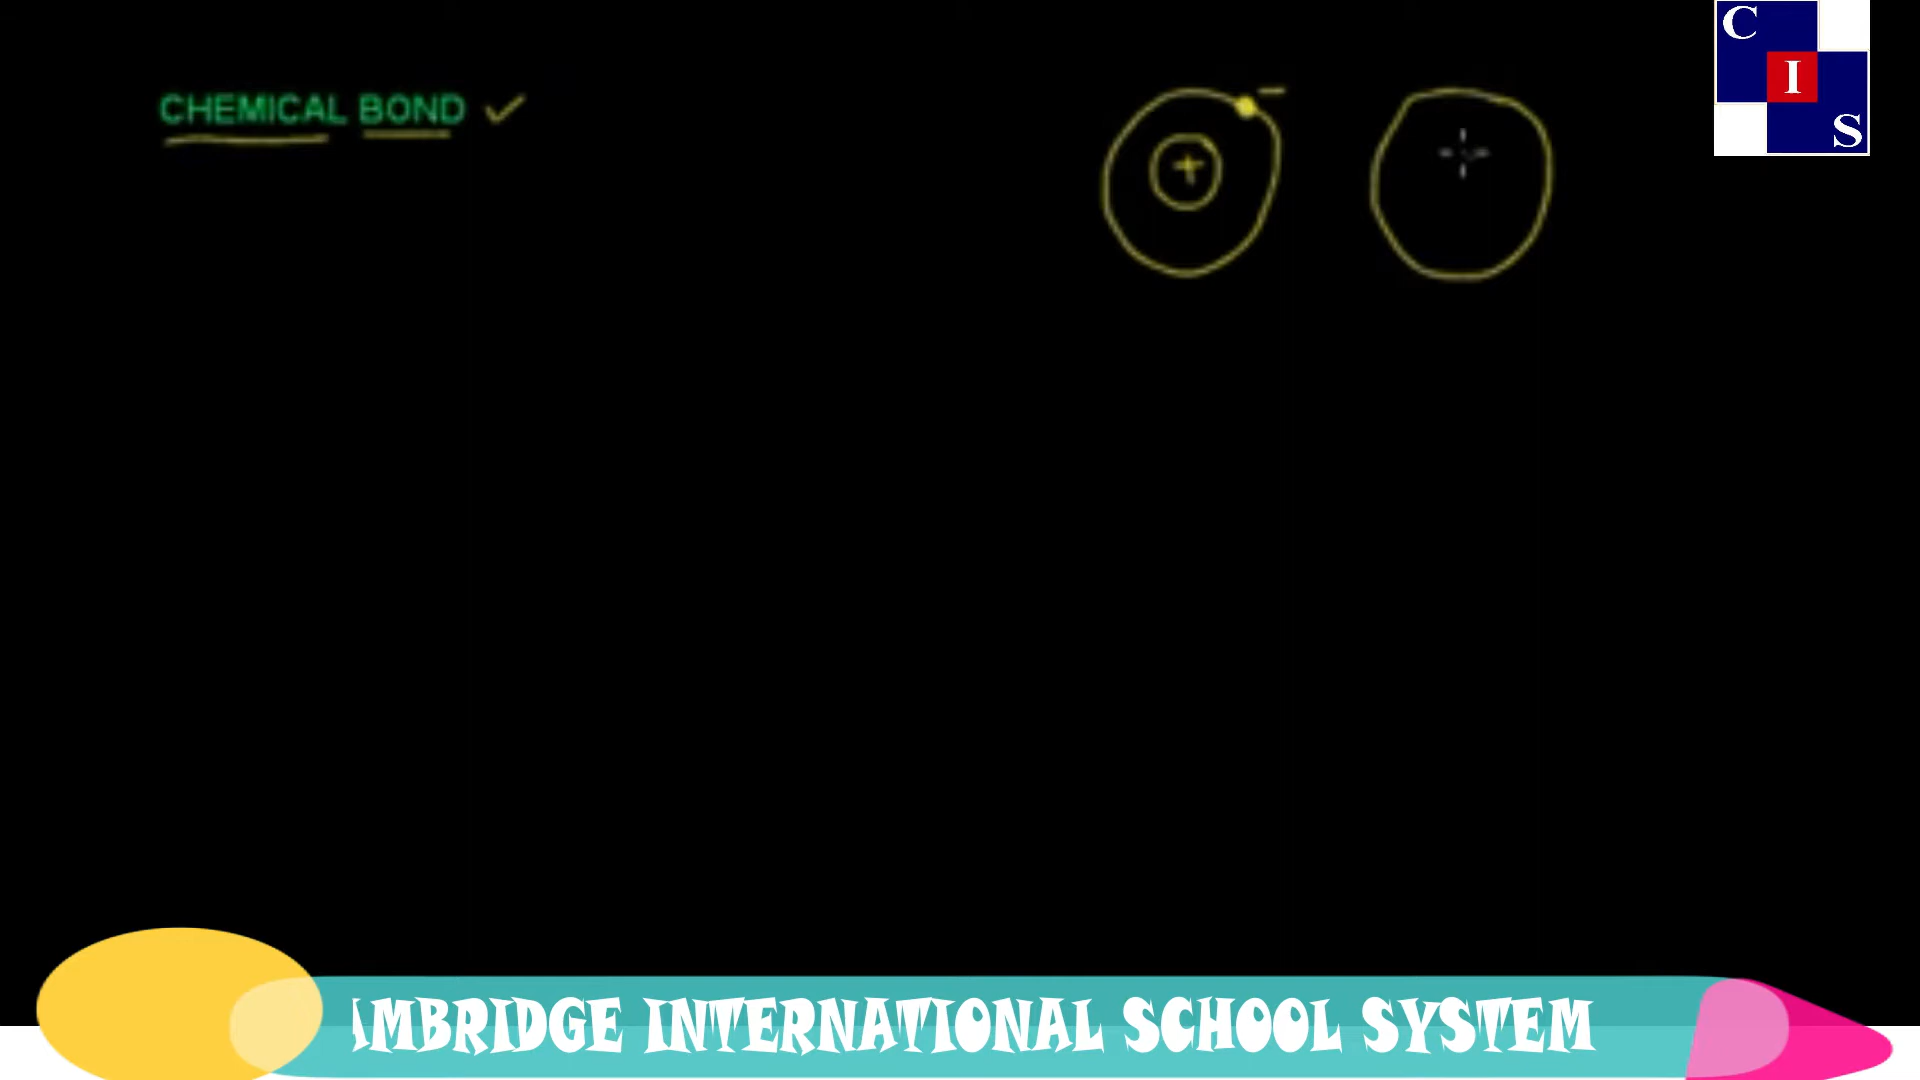 CHEMICAL BOND ✓
−
+
C
I
S
MBRIDGE INTERNATIONAL SCHOOL SYSTEM